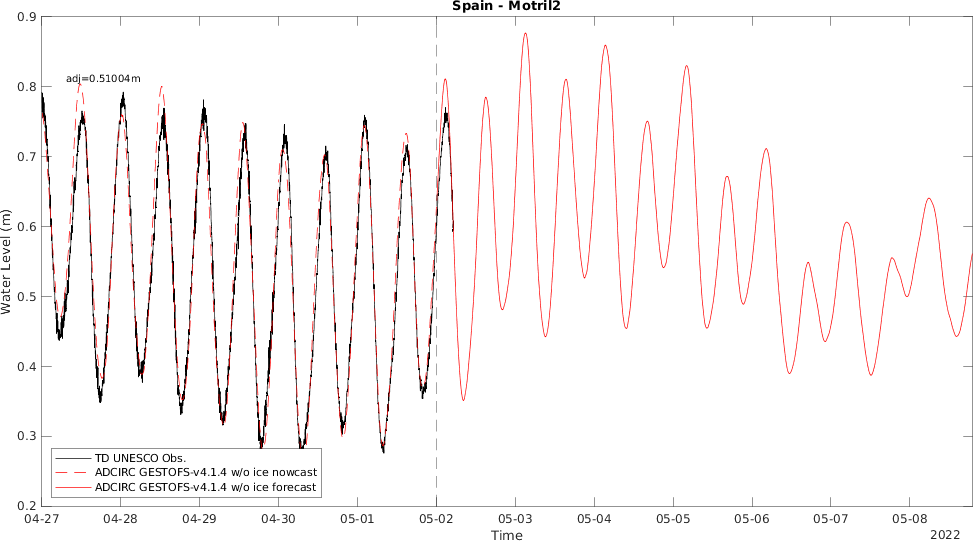 Spain - Motril2
0.9
0.8
0.7
0.6
0.5
0.4
0.3
0.2
Water Level (m)
adj=0.51004m
TD UNESCO Obs.
ADCIRC GESTOFS-v4.1.4 w/o ice nowcast
ADCIRC GESTOFS-v4.1.4 w/o ice forecast
04-27 04-28 04-29 04-30 05-01 05-02 05-03 05-04 05-05 05-06 05-07 05-08
Time
2022